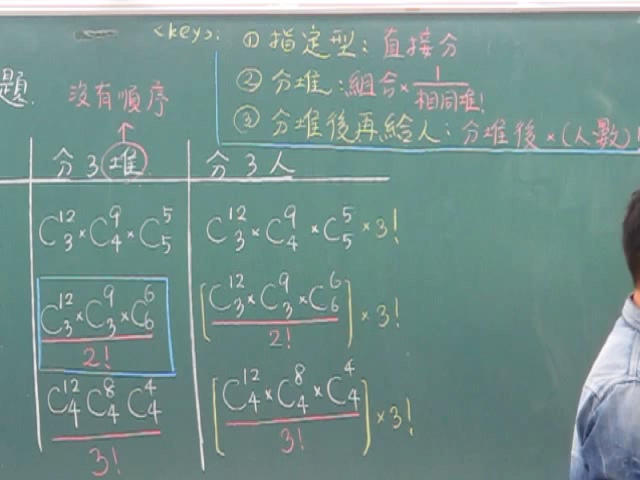 <key>: ① 指定型: 直接分
② 分堆: 組合 × 1/相同堆!
③ 分堆後再給人: 分堆後 × (人數)!
題.
沒有順序
分3堆 分3人
C¹²₃ × C⁹₄ × C⁵₅ C¹²₃ × C⁹₄ × C⁵₅ × 3!
C¹²₃ × C⁹₃ × C⁶₆ / 2! [C¹²₃ × C⁹₃ × C⁶₆ / 2!] × 3!
C¹²₄ C⁸₄ C⁴₄ / 3! [C¹²₄ × C⁸₄ × C⁴₄ / 3!] × 3!